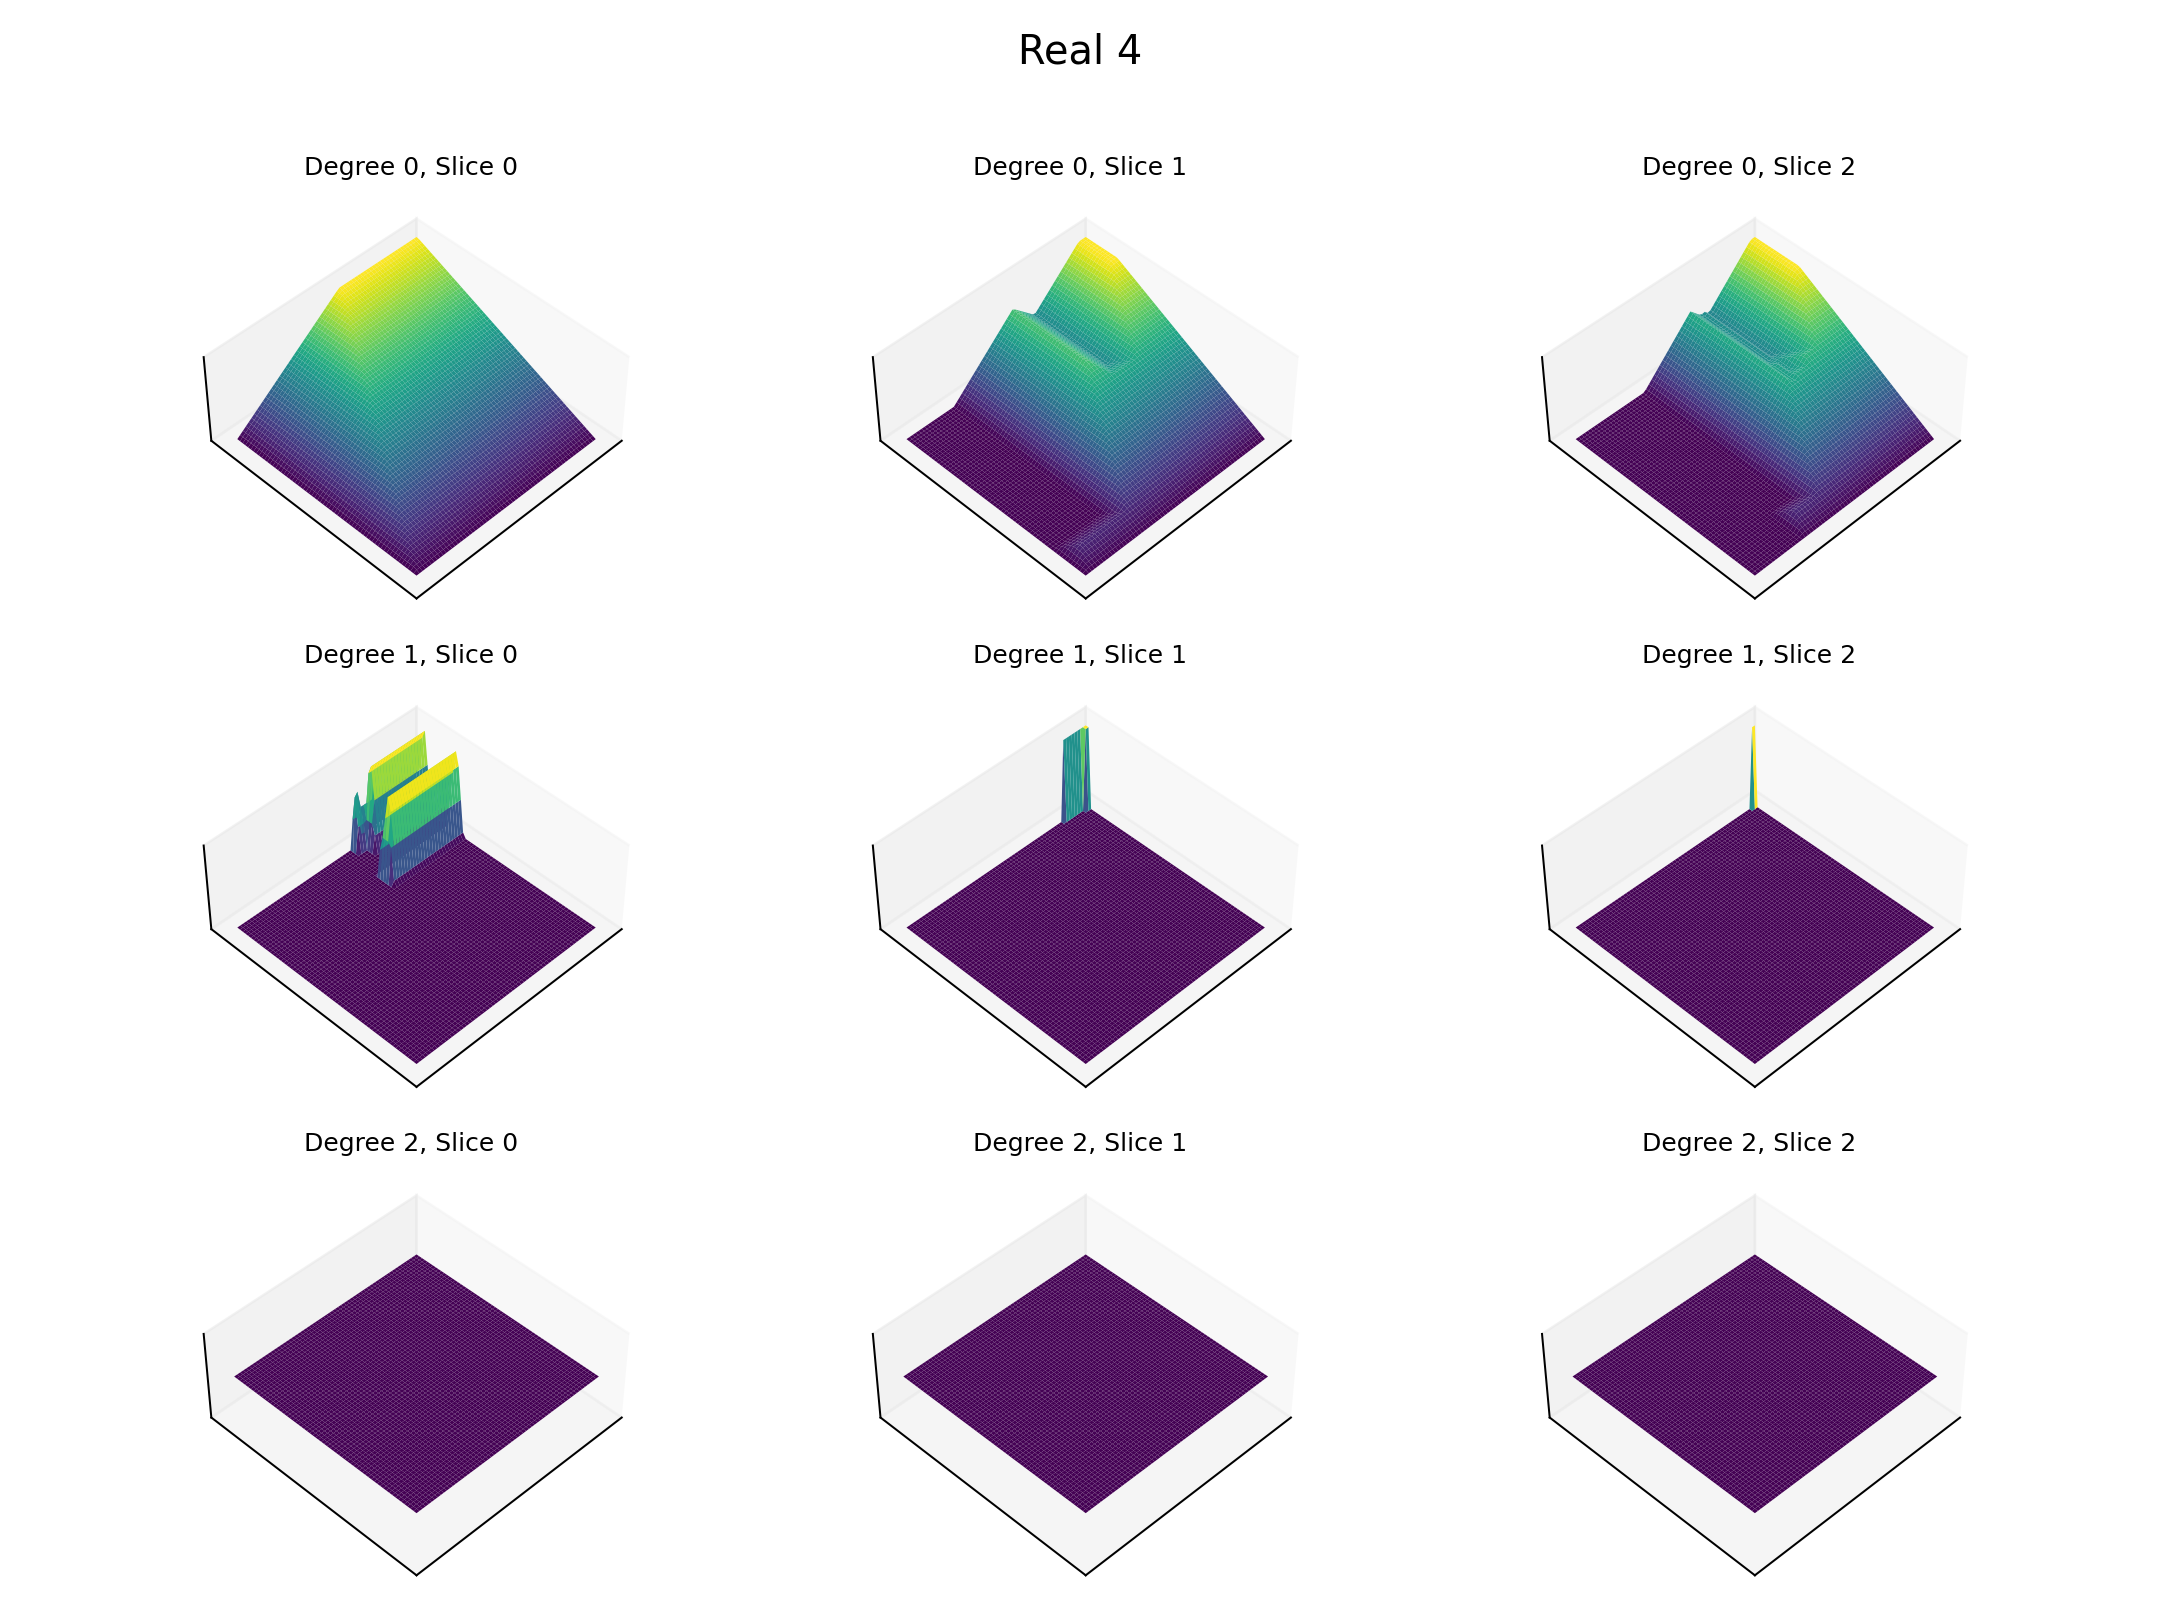 Real 4
Degree 0, Slice 0
Degree 0, Slice 1
Degree 0, Slice 2
Degree 1, Slice 0
Degree 1, Slice 1
Degree 1, Slice 2
Degree 2, Slice 0
Degree 2, Slice 1
Degree 2, Slice 2